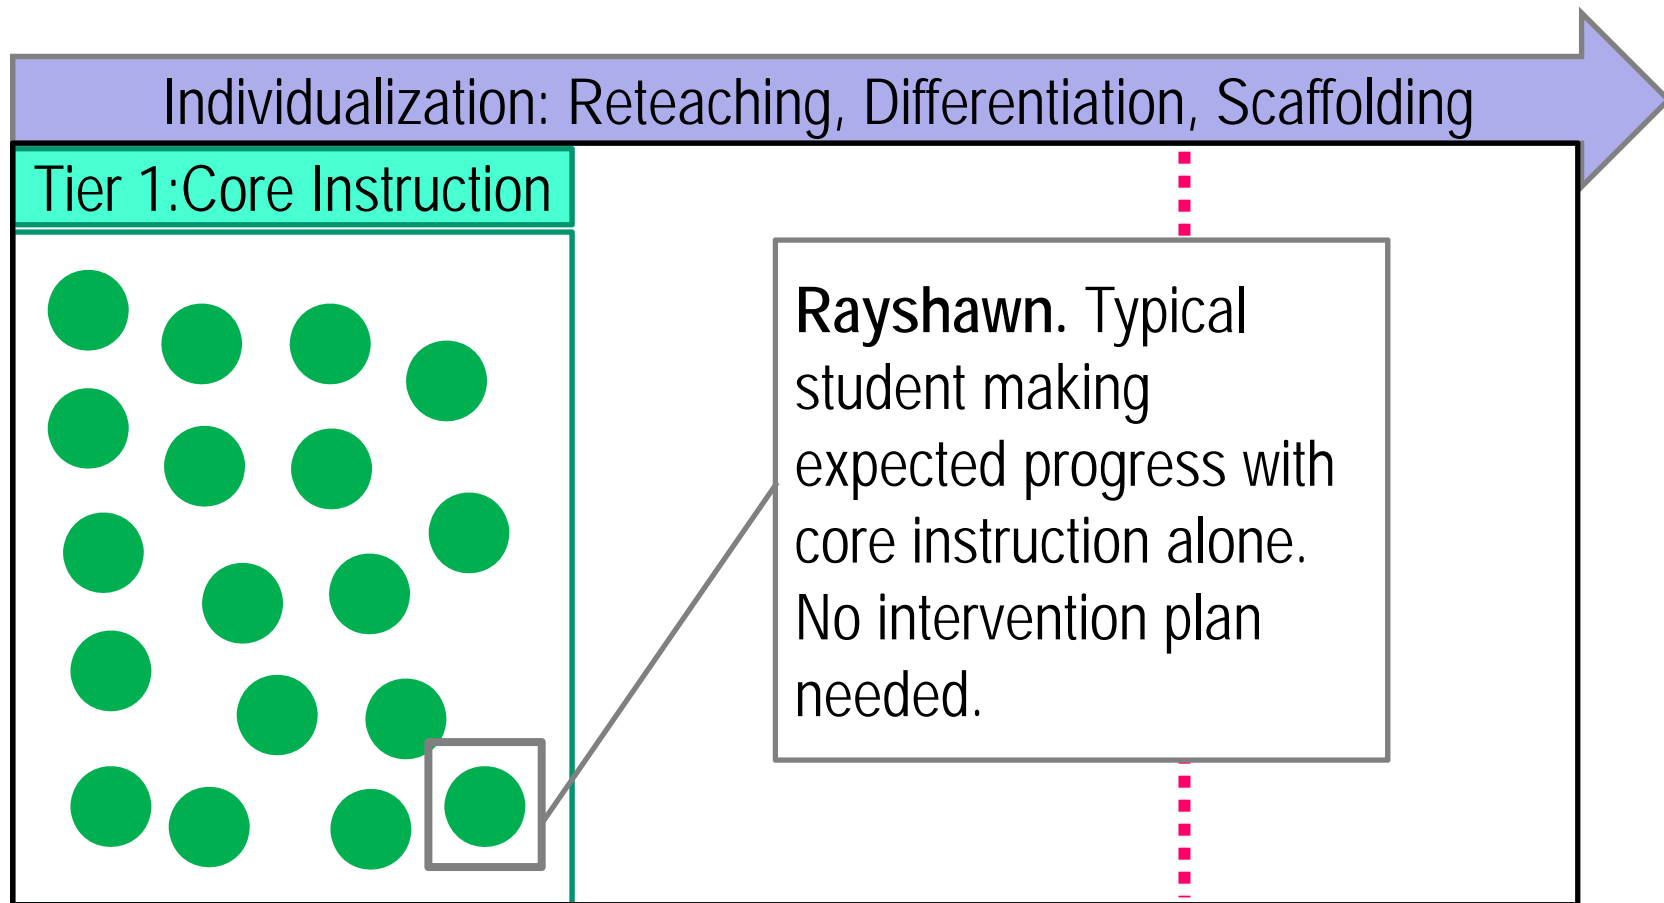 Individualization: Reteaching, Differentiation, Scaffolding
Tier 1:Core Instruction
Rayshawn. Typical
student making
expected progress with
core instruction alone.
No intervention plan
needed.